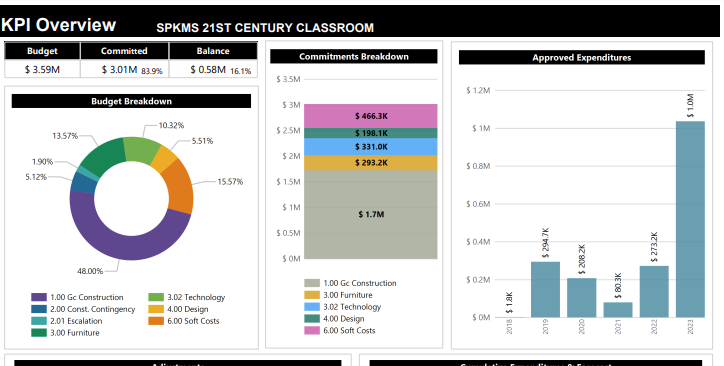 KPI Overview SPKMS 21ST CENTURY CLASSROOM
Budget Committed Balance
$ 3.59M $ 3.01M 83.9% $ 0.58M 16.1%
Budget Breakdown
10.32%
13.57%
5.51%
1.90%
5.12%
15.57%
48.00%
1.00 Gc Construction 3.02 Technology
2.00 Const. Contingency 4.00 Design
2.01 Escalation 6.00 Soft Costs
3.00 Furniture
Commitments Breakdown
$ 3.5M
$ 3M
$ 2.5M
$ 2M
$ 1.5M
$ 1M
$ 0.5M
$ 0M
$ 466.3K
$ 198.1K
$ 331.0K
$ 293.2K
$ 1.7M
1.00 Gc Construction
3.00 Furniture
3.02 Technology
4.00 Design
6.00 Soft Costs
Approved Expenditures
$ 1.2M
$ 1M
$ 0.8M
$ 0.6M
$ 0.4M
$ 0.2M
$ 0M
$ 1.8K
$ 294.7K
$ 208.2K
$ 80.3K
$ 273.2K
$ 1.0M
2018 2019 2020 2021 2022 2023